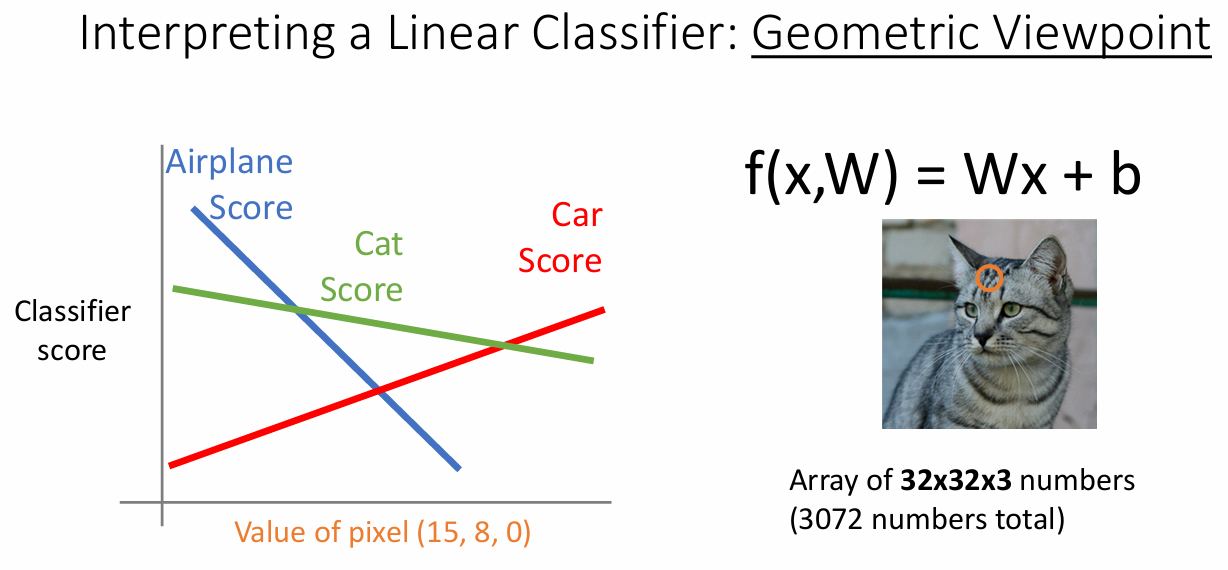 Interpreting a Linear Classifier: Geometric Viewpoint
Airplane
Score
Cat
Score
Car
Score
Classifier
score
Value of pixel (15, 8, 0)
f(x,W) = Wx + b
Array of 32x32x3 numbers
(3072 numbers total)